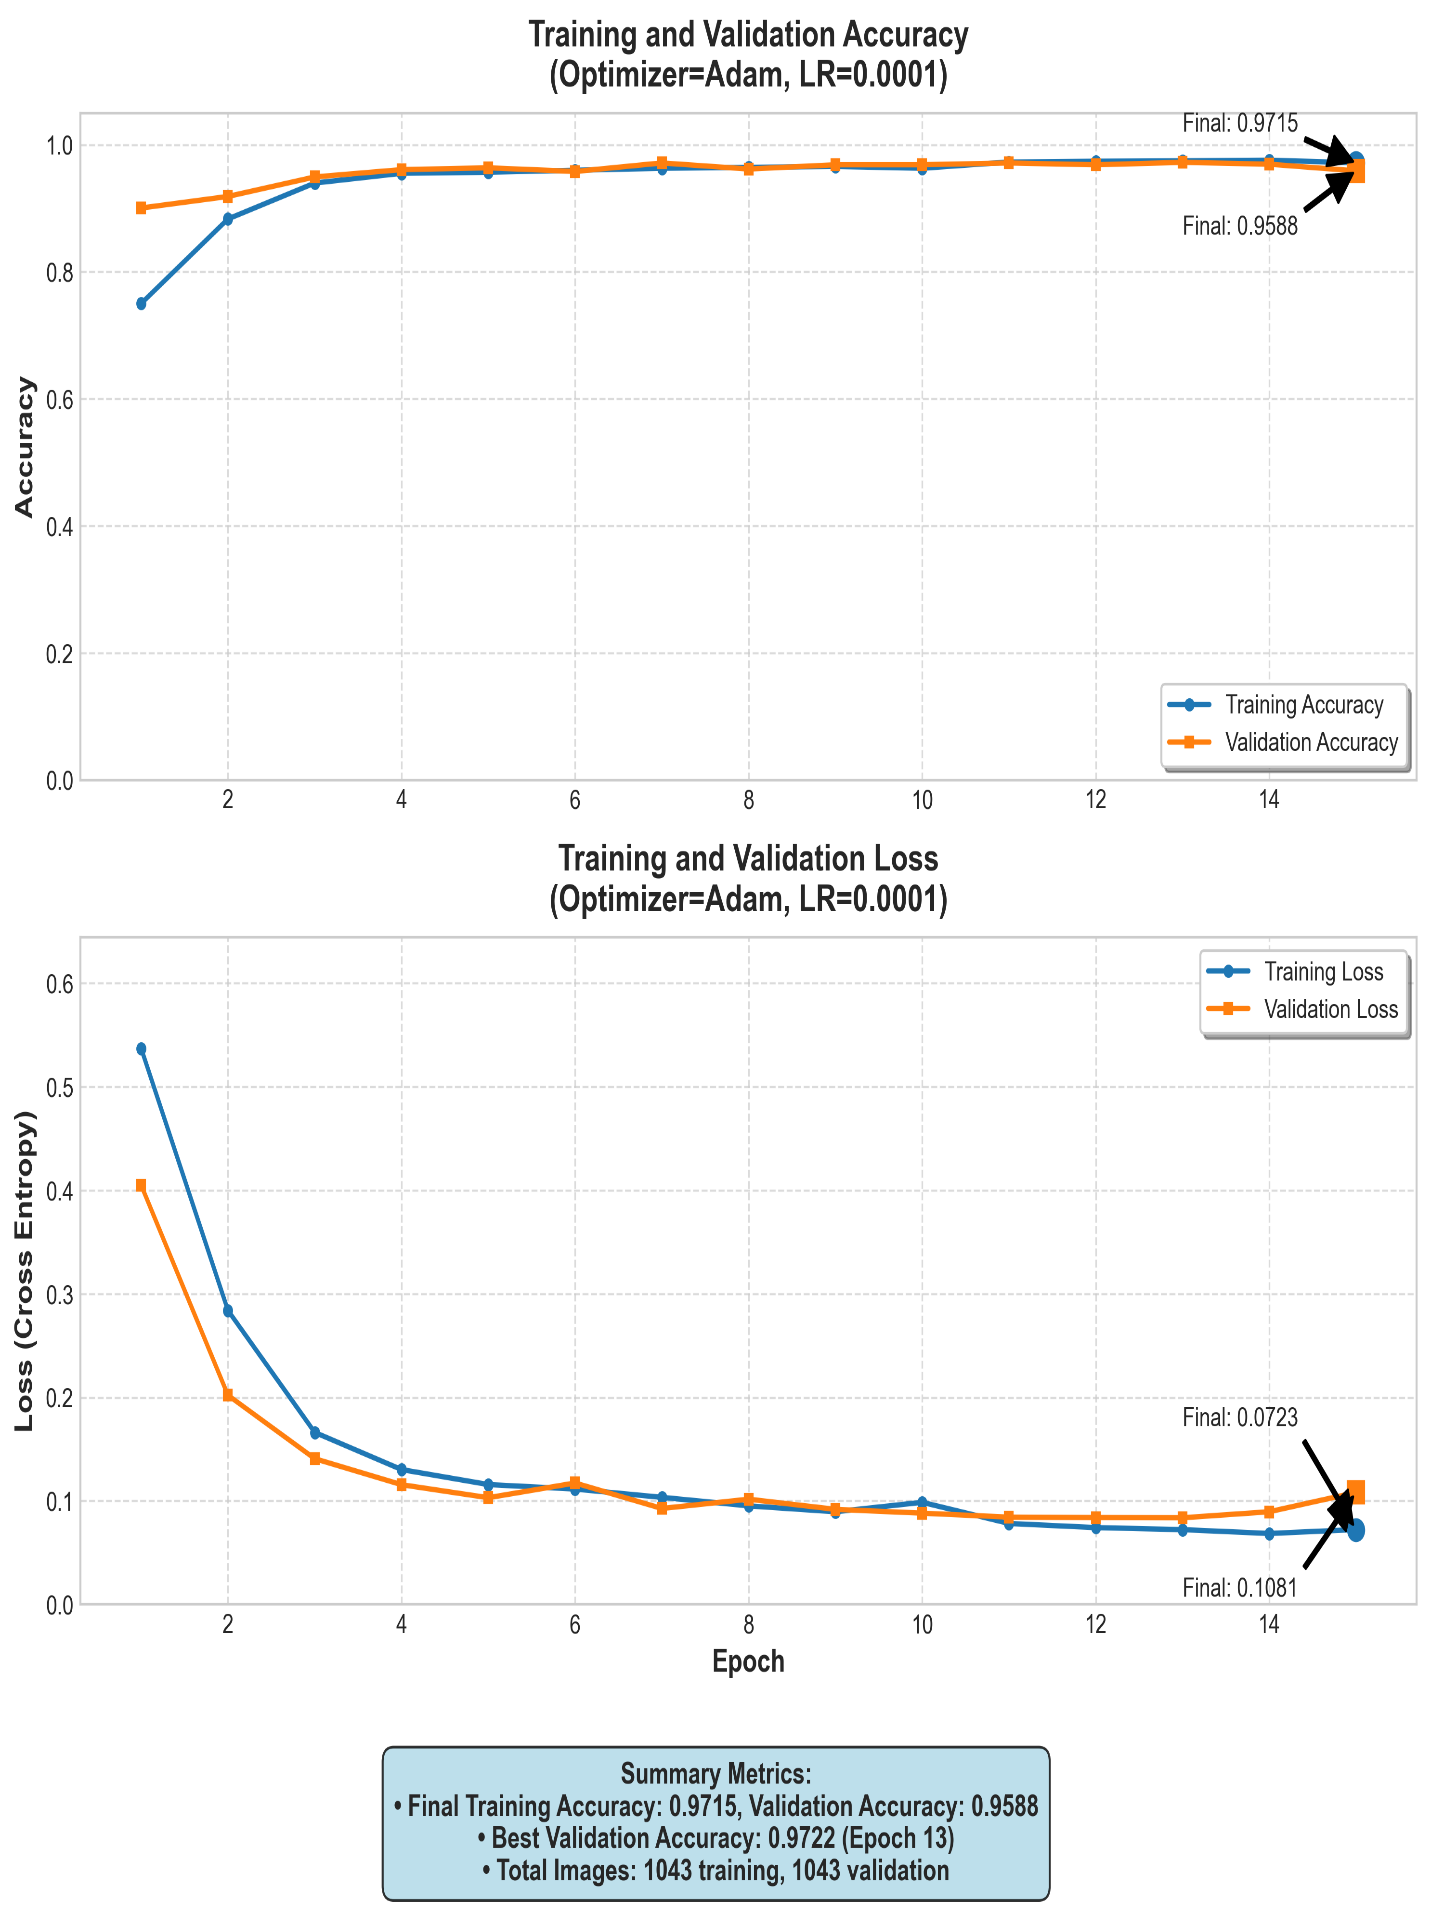 Training and Validation Accuracy
(Optimizer=Adam, LR=0.0001)
Accuracy
1.0
0.8
0.6
0.4
0.2
0.0
Final: 0.9715
Final: 0.9588
Training Accuracy
Validation Accuracy
2 4 6 8 10 12 14
Training and Validation Loss
(Optimizer=Adam, LR=0.0001)
Loss (Cross Entropy)
0.6
0.5
0.4
0.3
0.2
0.1
0.0
Training Loss
Validation Loss
Final: 0.0723
Final: 0.1081
2 4 6 8 10 12 14
Epoch
Summary Metrics:
• Final Training Accuracy: 0.9715, Validation Accuracy: 0.9588
• Best Validation Accuracy: 0.9722 (Epoch 13)
• Total Images: 1043 training, 1043 validation